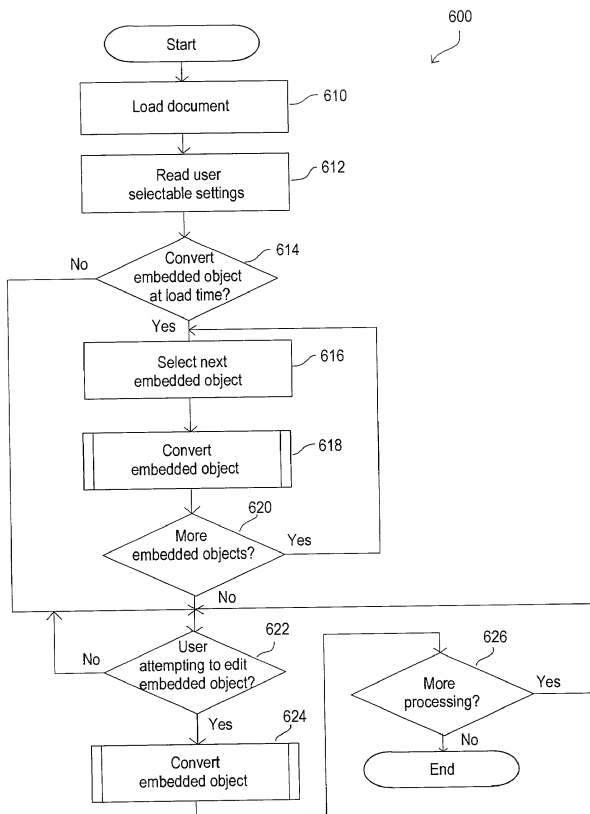 600
Start
Load document
610
Read user
selectable settings
612
No
Convert
embedded object
at load time?
614
Yes
Select next
embedded object
616
Convert
embedded object
618
More
embedded objects?
620
Yes
No
User
attempting to edit
embedded object?
622
No
Yes
Convert
embedded object
624
More
processing?
626
Yes
No
End